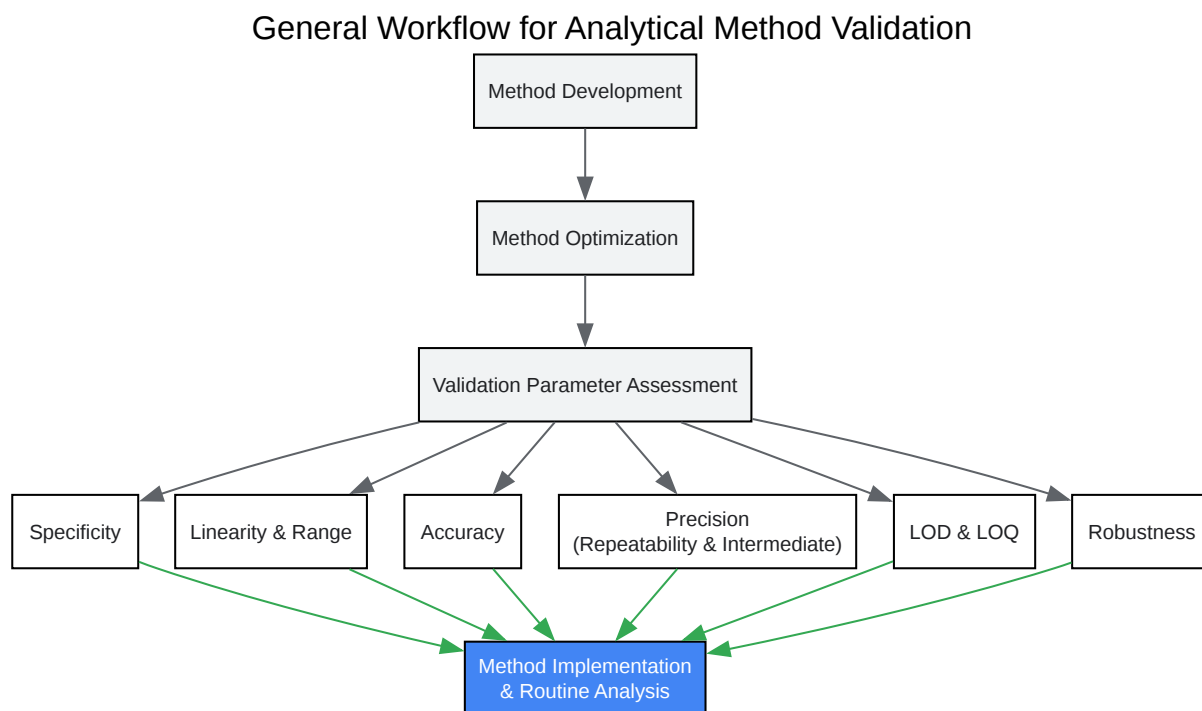 General Workflow for Analytical Method Validation
Method Development
Method Optimization
Validation Parameter Assessment
Specificity
Linearity & Range
Accuracy
Precision
(Repeatability & Intermediate)
LOD & LOQ
Robustness
Method Implementation
& Routine Analysis